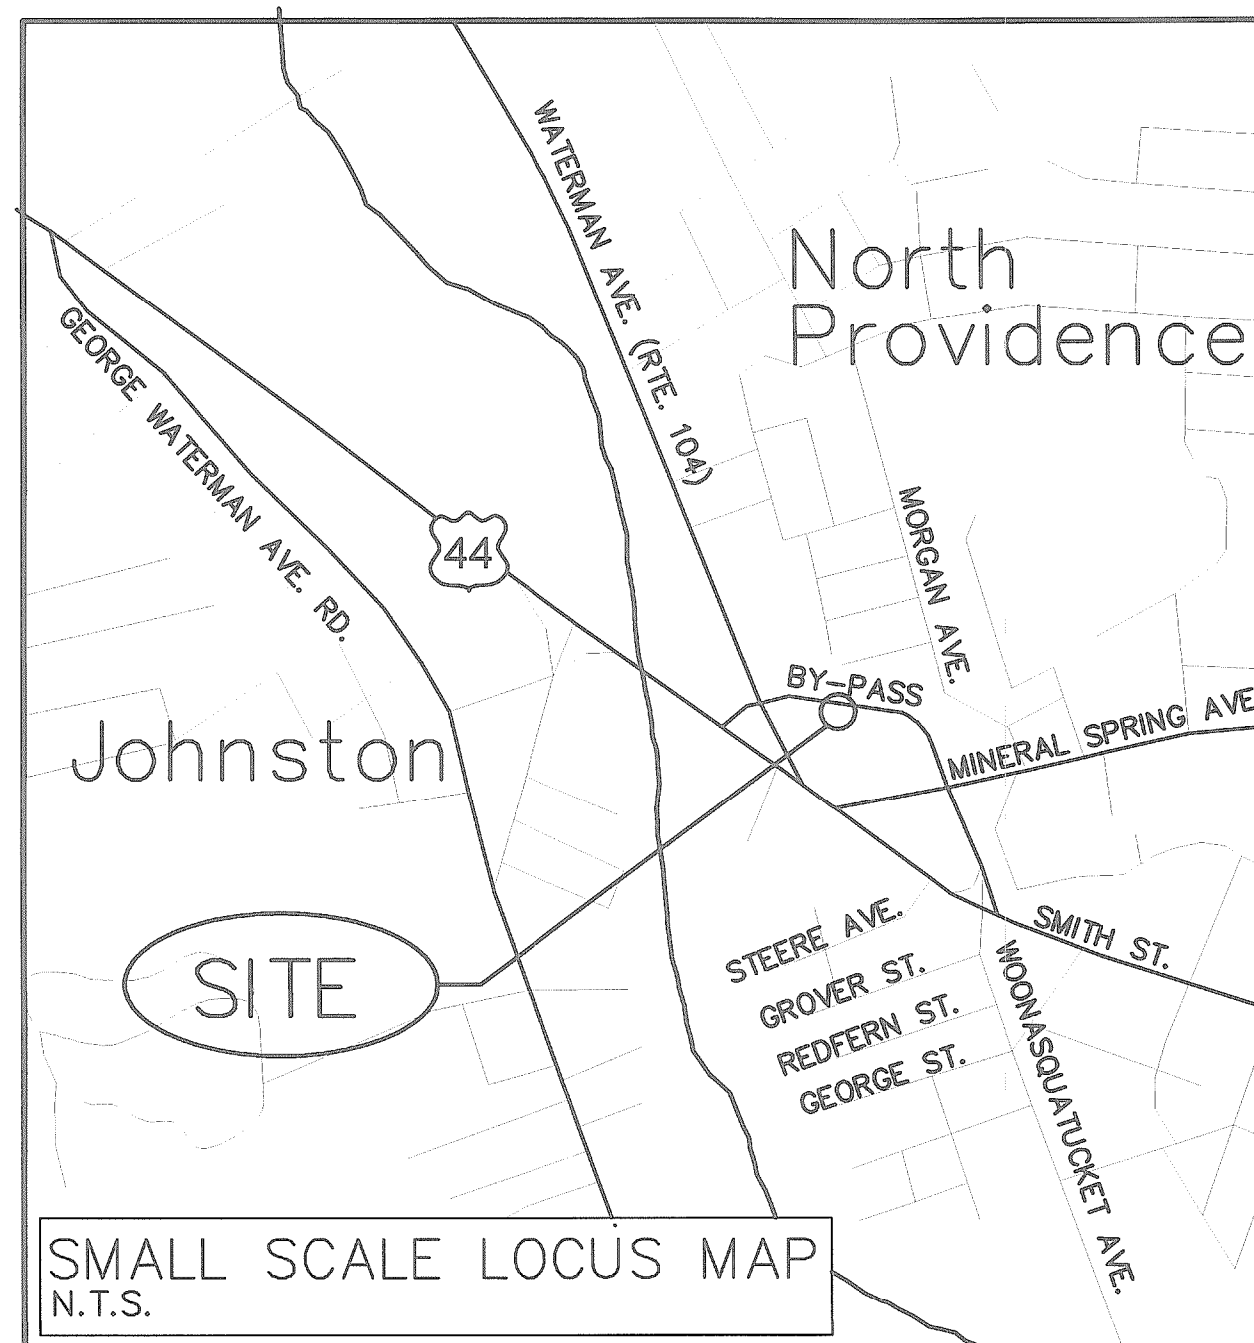 WATERMAN AVE. (RTE. 104)
North
Providence
GEORGE WATERMAN AVE. RD.
44
MORGAN AVE.
BY-PASS
MINERAL SPRING AVE
Johnston
SITE
STEERE AVE.
GROVER ST.
REDFERN ST.
GEORGE ST.
SMITH ST.
WOONASQUATUCKET AVE.
SMALL SCALE LOCUS MAP
N.T.S.